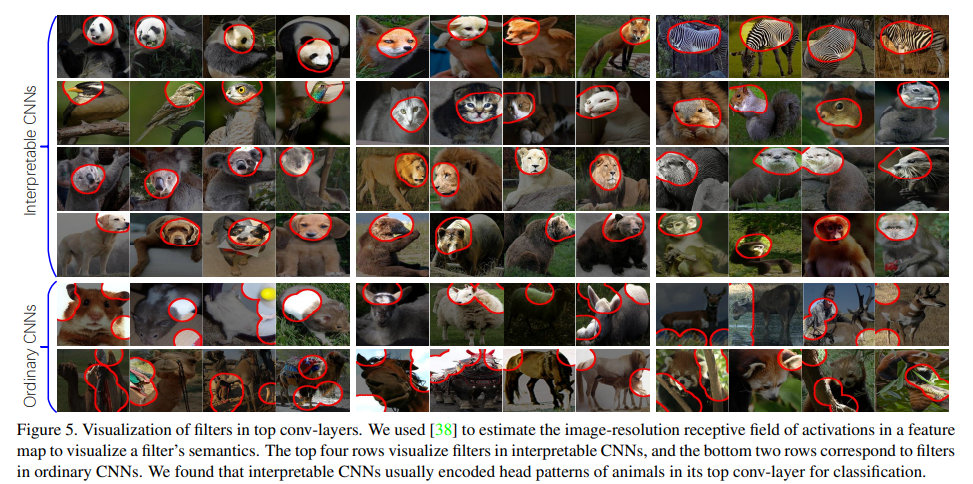 Interpretable CNNs
Ordinary CNNs
Figure 5. Visualization of filters in top conv-layers. We used [38] to estimate the image-resolution receptive field of activations in a feature
map to visualize a filter's semantics. The top four rows visualize filters in interpretable CNNs, and the bottom two rows correspond to filters
in ordinary CNNs. We found that interpretable CNNs usually encoded head patterns of animals in its top conv-layer for classification.